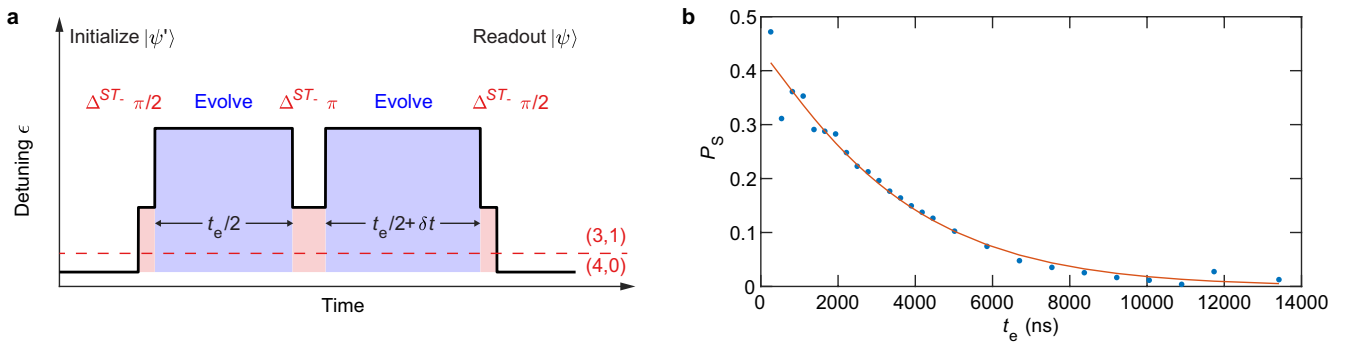 a
Initialize |ψ'⟩
Readout |ψ⟩
Δ^ST- π/2
Evolve
Δ^ST- π
Evolve
Δ^ST- π/2
Detuning ϵ
t_e/2
t_e/2+ δt
(3,1)
(4,0)
Time
b
P_S
0.5
0.4
0.3
0.2
0.1
0
0 2000 4000 6000 8000 10000 12000 14000
t_e (ns)